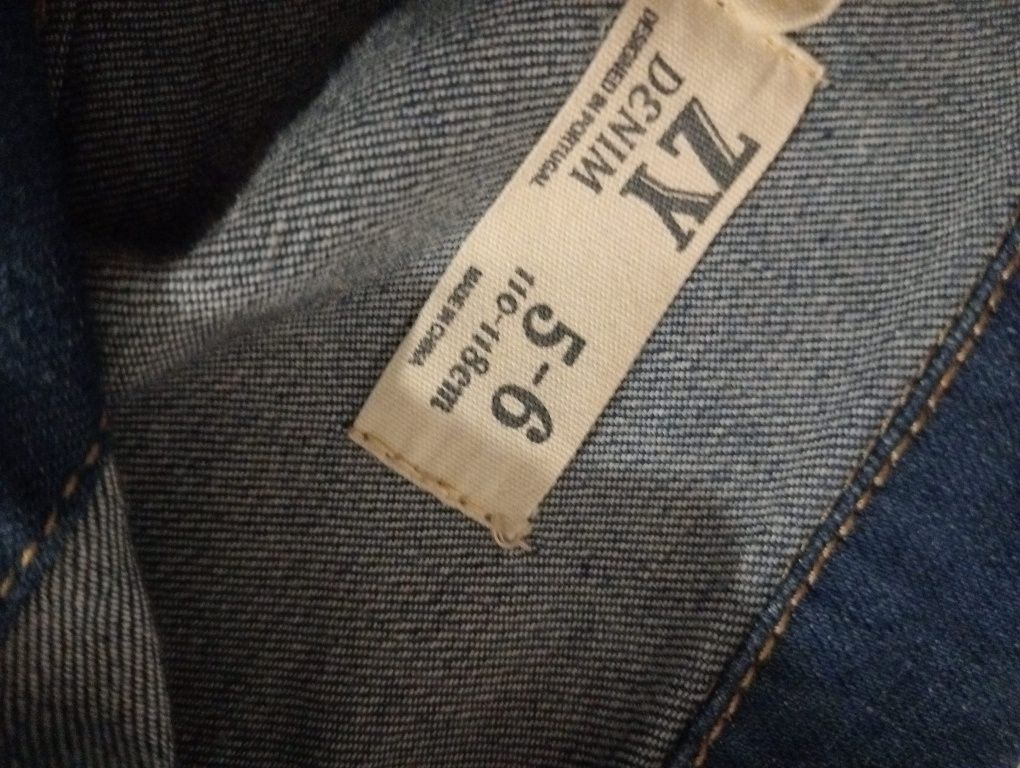 ZY
DENIM
DESIGNED IN PORTUGAL
5-6
110-118cm
MADE IN CHINA